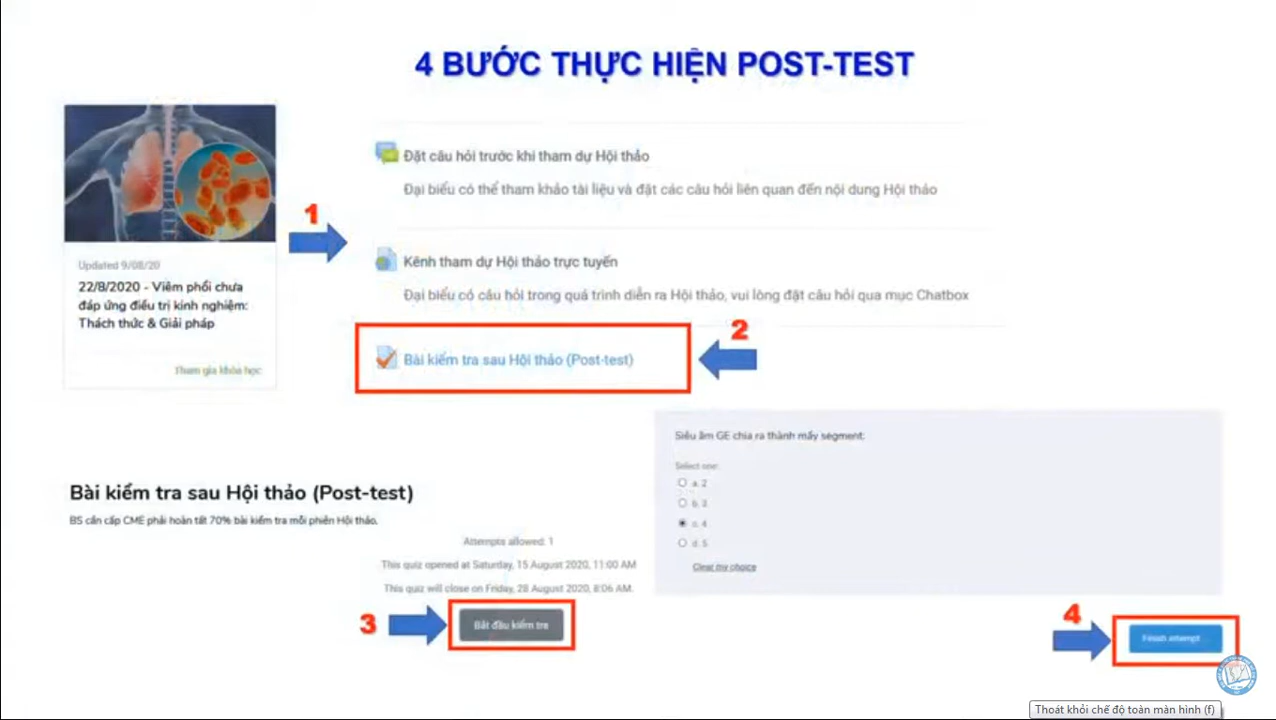 4 BƯỚC THỰC HIỆN POST-TEST
Updated 9/08/20
22/8/2020 - Viêm phổi chưa
đáp ứng điều trị kinh nghiệm:
Thách thức & Giải pháp
Tham gia khóa học
1
Đặt câu hỏi trước khi tham dự Hội thảo
Đại biểu có thể tham khảo tài liệu và đặt các câu hỏi liên quan đến nội dung Hội thảo
Kênh tham dự Hội thảo trực tuyến
Đại biểu có câu hỏi trong quá trình diễn ra Hội thảo, vui lòng đặt câu hỏi qua mục Chatbox
Bài kiểm tra sau Hội thảo (Post-test)
2
Bài kiểm tra sau Hội thảo (Post-test)
BS cần cấp CME phải hoàn tất 70% bài kiểm tra mỗi phiên Hội thảo.
Attempts allowed: 1
This quiz opened at Saturday, 15 August 2020, 11:00 AM
This quiz will close on Friday, 28 August 2020, 8:06 AM.
3
Bắt đầu kiểm tra
Siêu âm GE chia ra thành mấy segment:
Select one:
a. 2
b. 3
c. 4
d. 5
Clear my choice
4
Finish attempt ...
Thoát khỏi chế độ toàn màn hình (f)